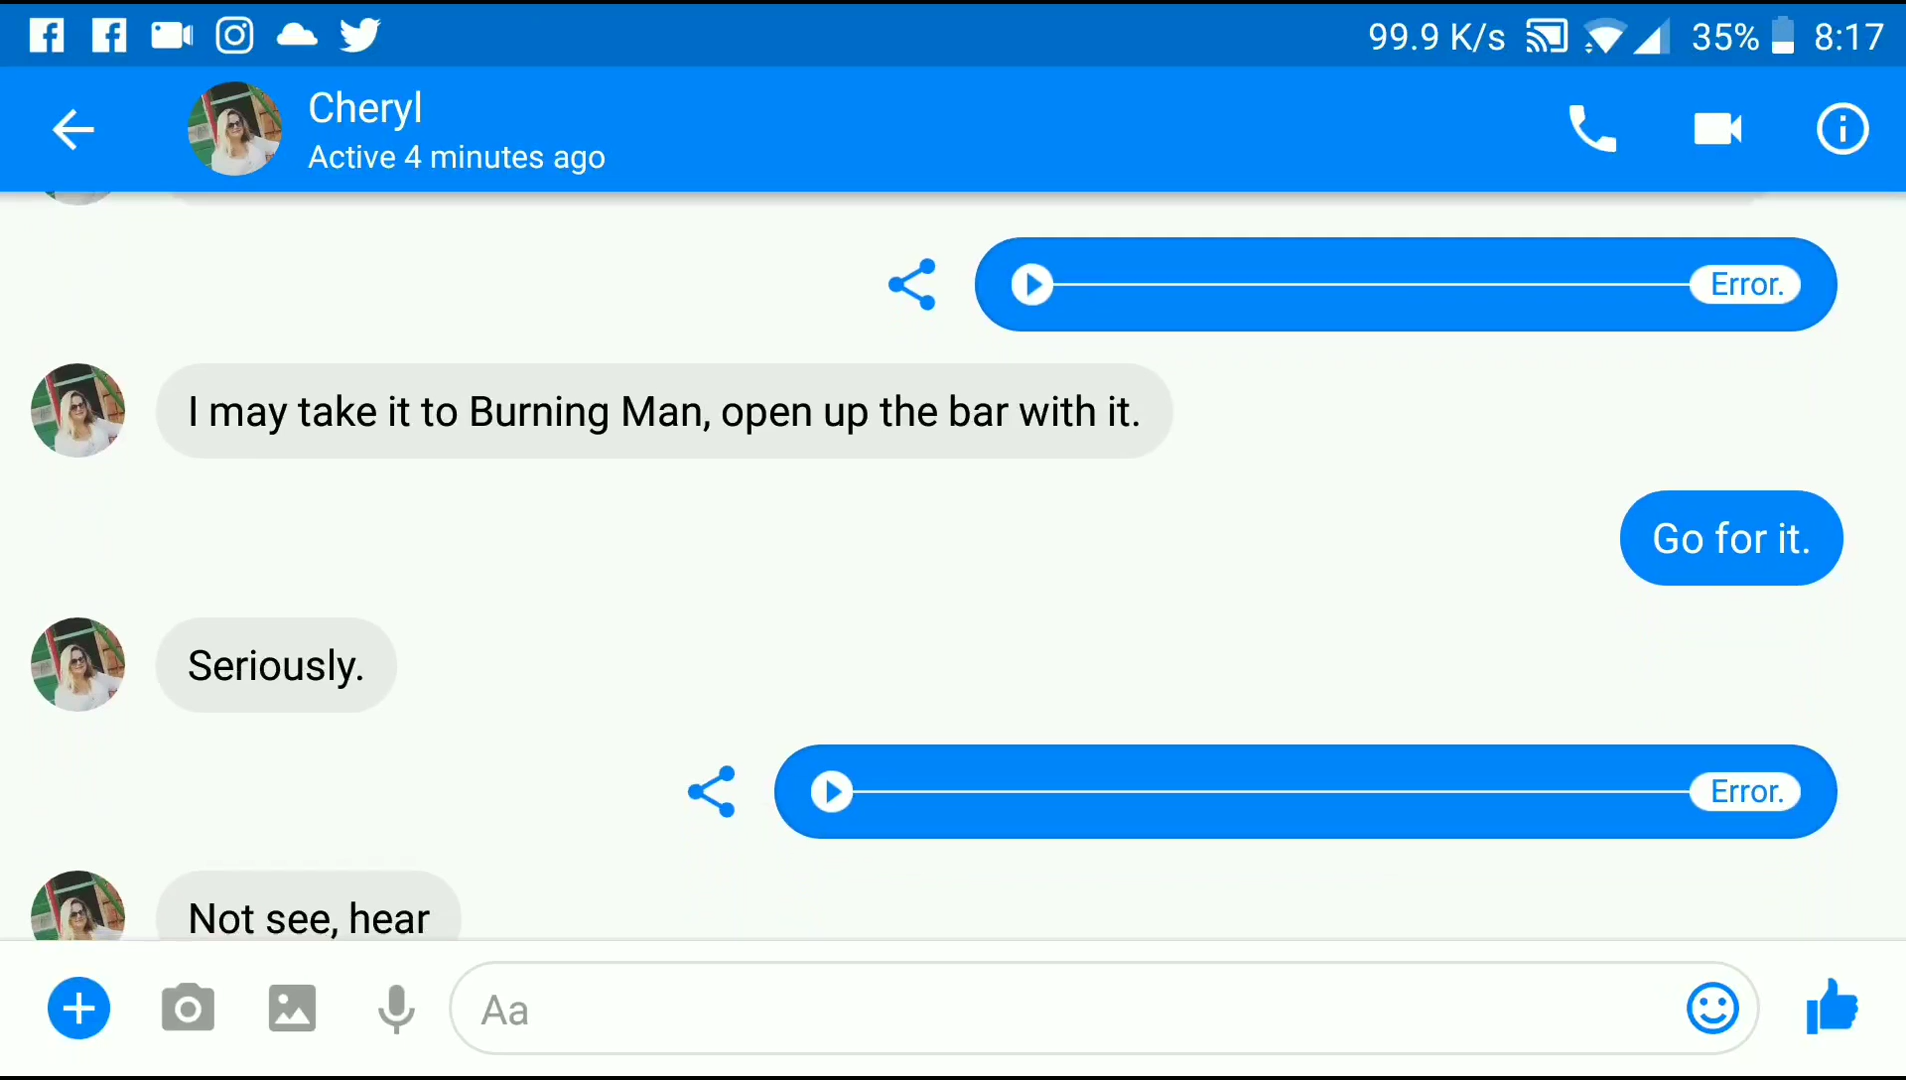 99.9 K/s 35% 8:17
Cheryl
Active 4 minutes ago
Error.
I may take it to Burning Man, open up the bar with it.
Go for it.
Seriously.
Error.
Not see, hear
Aa